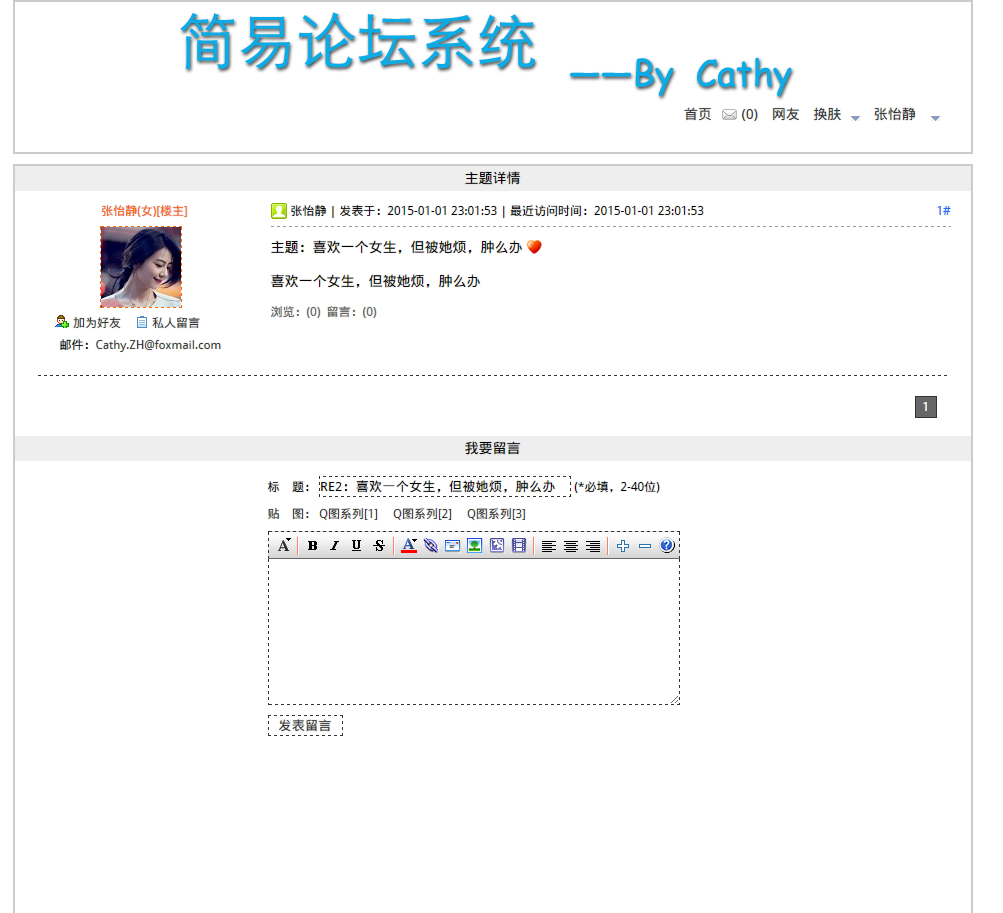 简易论坛系统
——By Cathy
首页 (0) 网友 换肤 张怡静
主题详情
张怡静(女)[楼主]
张怡静 | 发表于：2015-01-01 23:01:53 | 最近访问时间：2015-01-01 23:01:53 1#
主题：喜欢一个女生，但被她烦，肿么办
喜欢一个女生，但被她烦，肿么办
浏览：(0) 留言：(0)
加为好友 私人留言
邮件：Cathy.ZH@foxmail.com
1
我要留言
标 题： RE2：喜欢一个女生，但被她烦，肿么办 (*必填，2-40位)
贴 图： Q图系列[1] Q图系列[2] Q图系列[3]
A B I U S A
发表留言